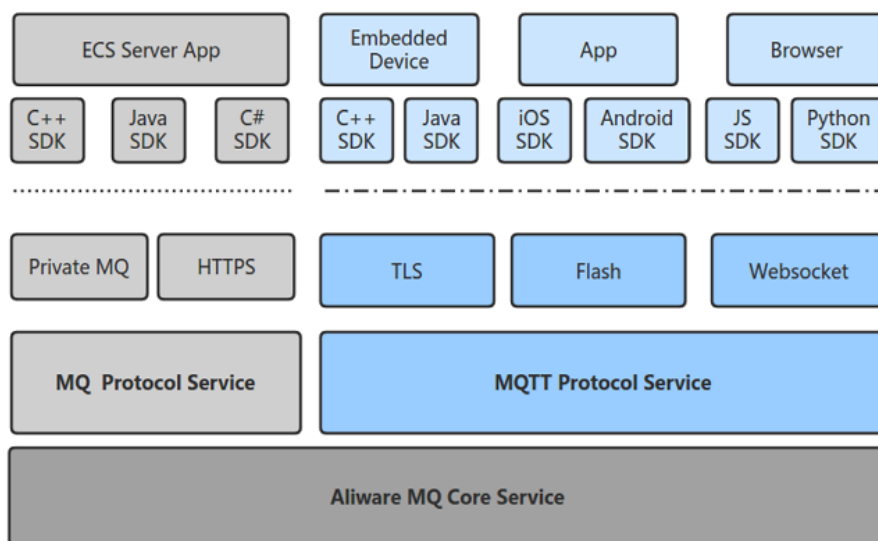 ECS Server App
Embedded
Device
App
Browser
C++
SDK
Java
SDK
C#
SDK
C++
SDK
Java
SDK
iOS
SDK
Android
SDK
JS
SDK
Python
SDK
Private MQ
HTTPS
TLS
Flash
Websocket
MQ Protocol Service
MQTT Protocol Service
Aliware MQ Core Service